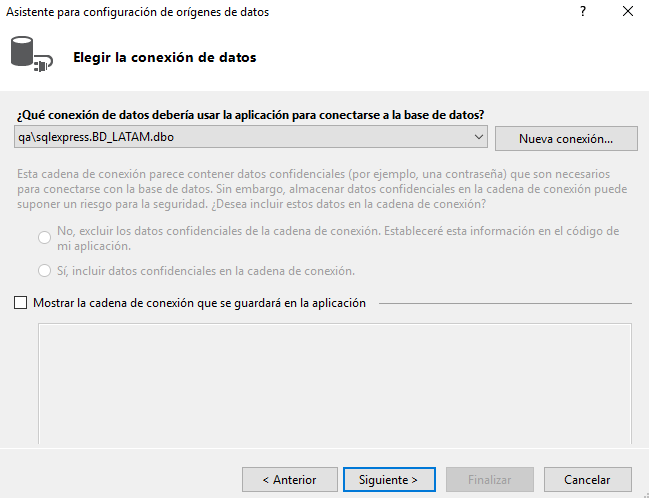 Asistente para configuración de orígenes de datos
?
Elegir la conexión de datos
¿Qué conexión de datos debería usar la aplicación para conectarse a la base de datos?
qa\sqlexpress.BD_LATAM.dbo
Nueva conexión...
Esta cadena de conexión parece contener datos confidenciales (por ejemplo, una contraseña) que son necesarios
para conectarse con la base de datos. Sin embargo, almacenar datos confidenciales en la cadena de conexión puede
suponer un riesgo para la seguridad. ¿Desea incluir estos datos en la cadena de conexión?
No, excluir los datos confidenciales de la cadena de conexión. Estableceré esta información en el código de
mi aplicación.
Sí, incluir datos confidenciales en la cadena de conexión.
Mostrar la cadena de conexión que se guardará en la aplicación
< Anterior
Siguiente >
Finalizar
Cancelar